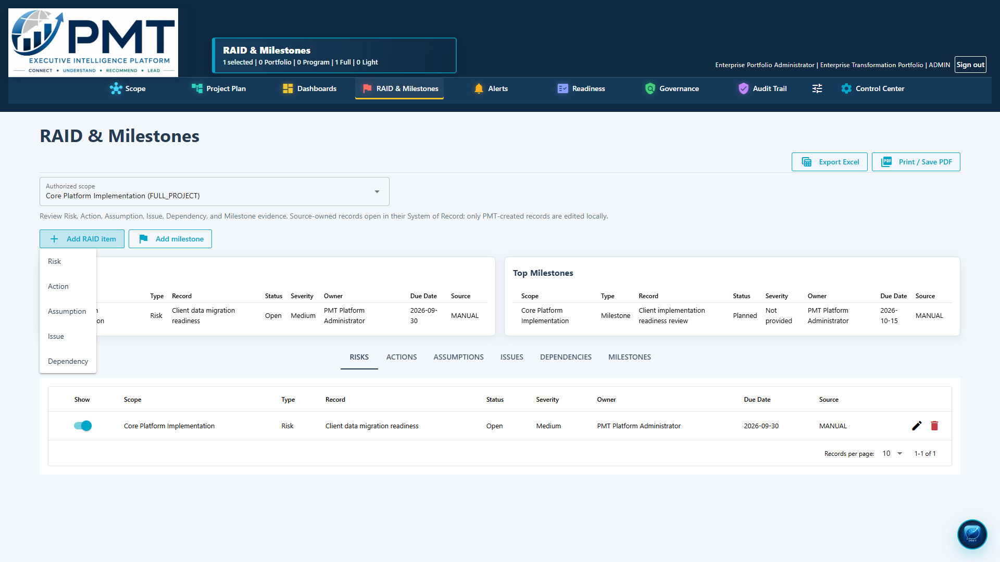 PMT
EXECUTIVE INTELLIGENCE PLATFORM
CONNECT • UNDERSTAND • RECOMMEND • LEAD
RAID & Milestones
1 selected | 0 Portfolio | 0 Program | 1 Full | 0 Light
Enterprise Portfolio Administrator | Enterprise Transformation Portfolio | ADMIN
Sign out
Scope
Project Plan
Dashboards
RAID & Milestones
Alerts
Readiness
Governance
Audit Trail
Control Center
RAID & Milestones
Export Excel
PDF
Print / Save PDF
Authorized scope
Core Platform Implementation (FULL_PROJECT)
Review Risk, Action, Assumption, Issue, Dependency, and Milestone evidence. Source-owned records open in their System of Record; only PMT-created records are edited locally.
Add RAID item
Add milestone
Risk
Action
Assumption
Issue
Dependency
Type Record Status Severity Owner Due Date Source
Risk
Client data migration
readiness
Open
Medium
PMT Platform
Administrator
2026-09-
30
MANUAL
Top Milestones
Scope Type Record Status Severity Owner Due Date Source
Core Platform
Implementation
Milestone
Client implementation
readiness review
Planned
Not
provided
PMT Platform
Administrator
2026-
10-15
MANUAL
RISKS ACTIONS ASSUMPTIONS ISSUES DEPENDENCIES MILESTONES
Show Scope Type Record Status Severity Owner Due Date Source
Core Platform Implementation Risk Client data migration readiness Open Medium PMT Platform Administrator 2026-09-30 MANUAL
Records per page: 10 1-1 of 1
PMT